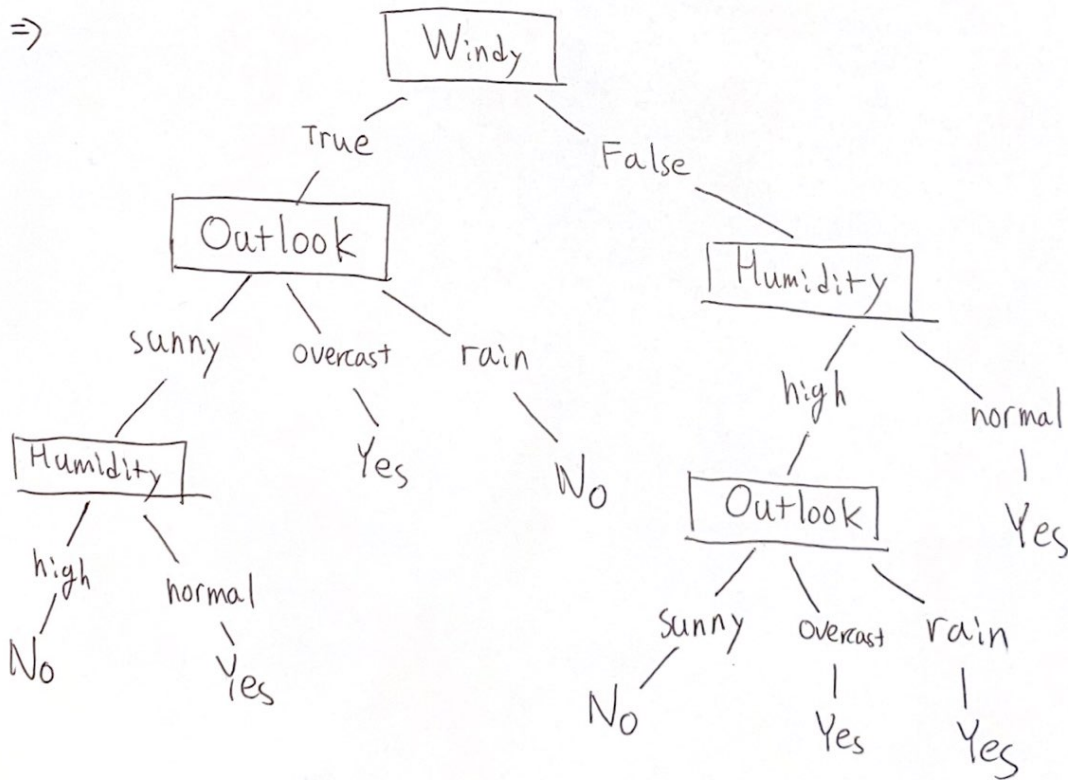 ⇒
Windy
True
False
Outlook
Humidity
sunny overcast rain
high normal
Humidity
Yes
No
Outlook
Yes
high normal
sunny overcast rain
No
Yes
No
Yes
Yes